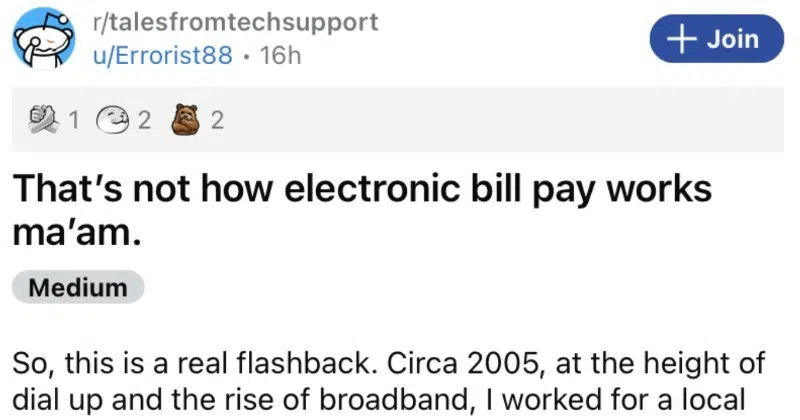 r/talesfromtechsupport
u/Errorist88 • 16h
+ Join
1 2 2
That's not how electronic bill pay works
ma'am.
Medium
So, this is a real flashback. Circa 2005, at the height of
dial up and the rise of broadband, I worked for a local